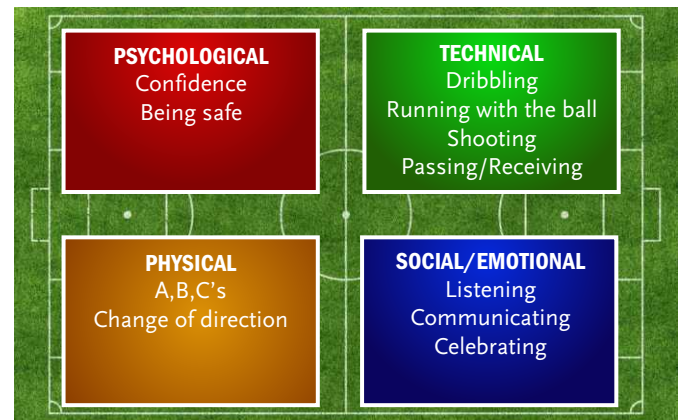 PSYCHOLOGICAL
Confidence
Being safe
TECHNICAL
Dribbling
Running with the ball
Shooting
Passing/Receiving
PHYSICAL
A,B,C’s
Change of direction
SOCIAL/EMOTIONAL
Listening
Communicating
Celebrating